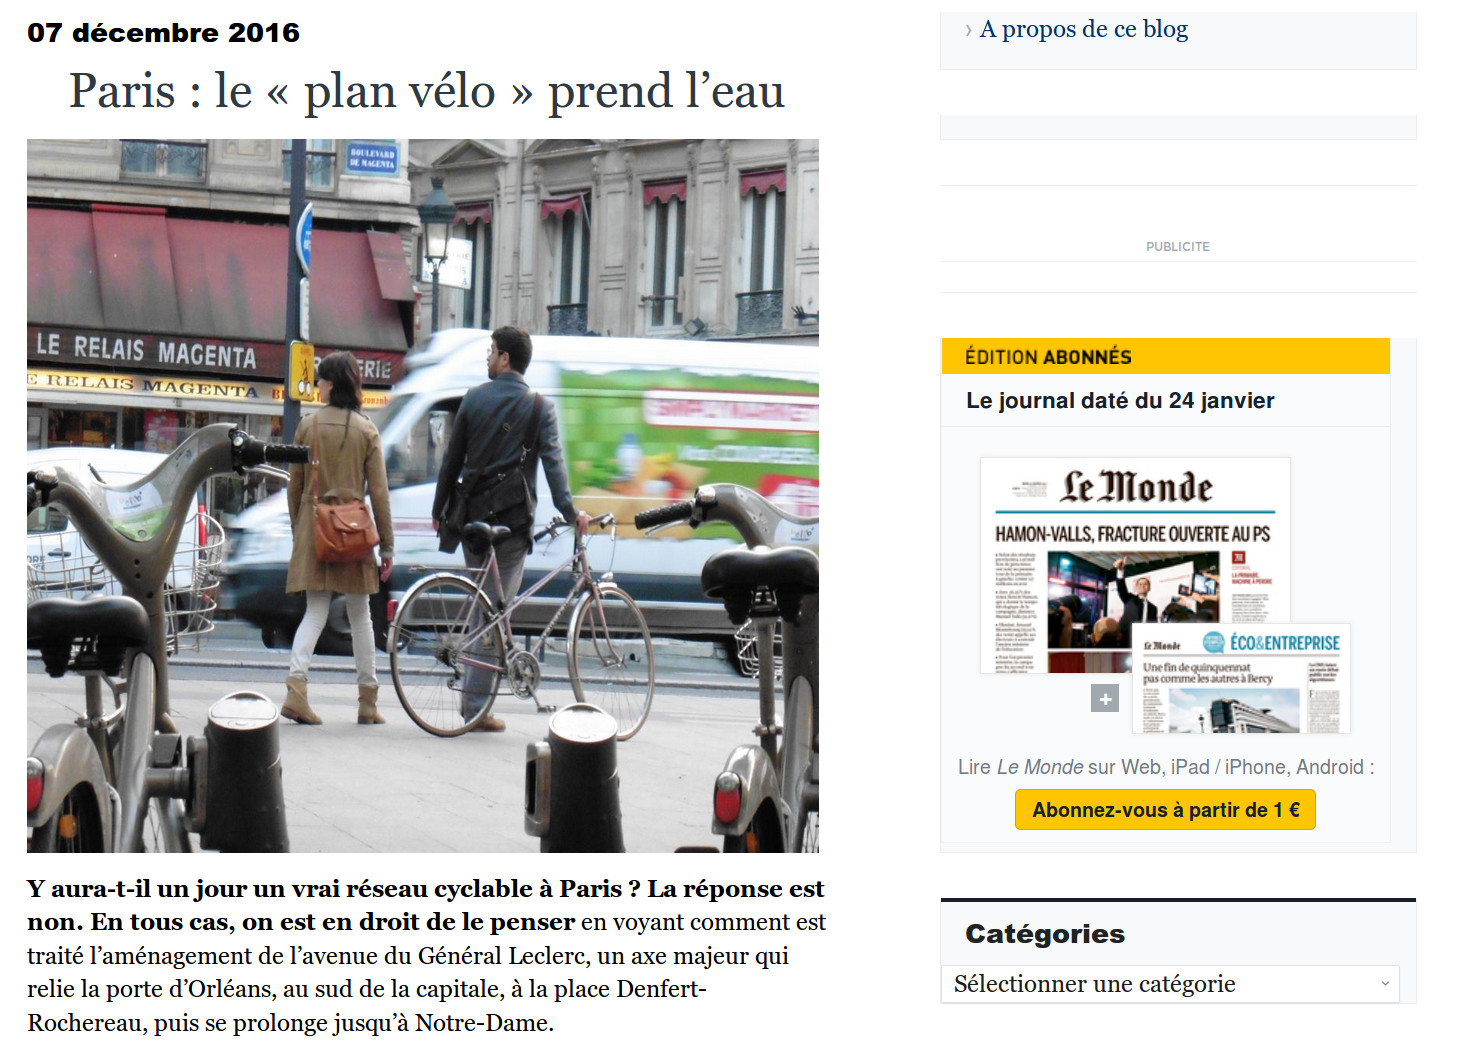 07 décembre 2016
Paris : le « plan vélo » prend l’eau
BOULEVARD
DE MAGENTA
LE RELAIS MAGENTA
RELAIS MAGENTA
Y aura-t-il un jour un vrai réseau cyclable à Paris ? La réponse est
non. En tous cas, on est en droit de le penser en voyant comment est
traité l’aménagement de l’avenue du Général Leclerc, un axe majeur qui
relie la porte d’Orléans, au sud de la capitale, à la place Denfert-
Rochereau, puis se prolonge jusqu’à Notre-Dame.
› A propos de ce blog
PUBLICITE
ÉDITION ABONNÉS
Le journal daté du 24 janvier
Le Monde
HAMON-VALLS, FRACTURE OUVERTE AU PS
Le Monde
ÉCO&ENTREPRISE
Une fin de quinquennat
pas comme les autres à Bercy
+
Lire Le Monde sur Web, iPad / iPhone, Android :
Abonnez-vous à partir de 1 €
Catégories
Sélectionner une catégorie